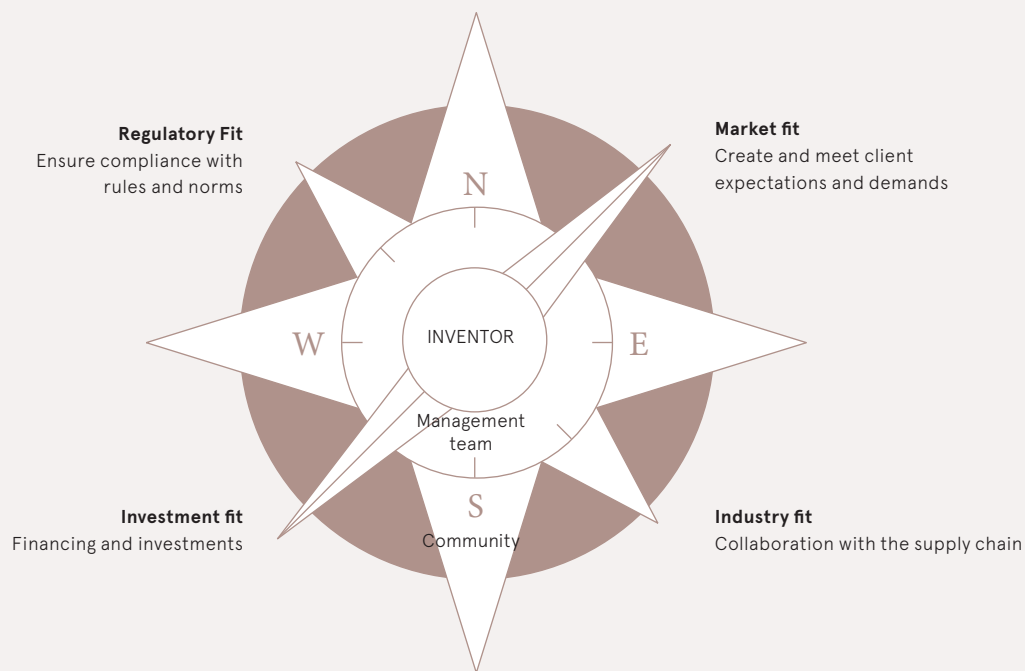 Regulatory Fit
Ensure compliance with
rules and norms
Market fit
Create and meet client
expectations and demands
N
W
INVENTOR
E
Management
team
S
Community
Investment fit
Financing and investments
Industry fit
Collaboration with the supply chain